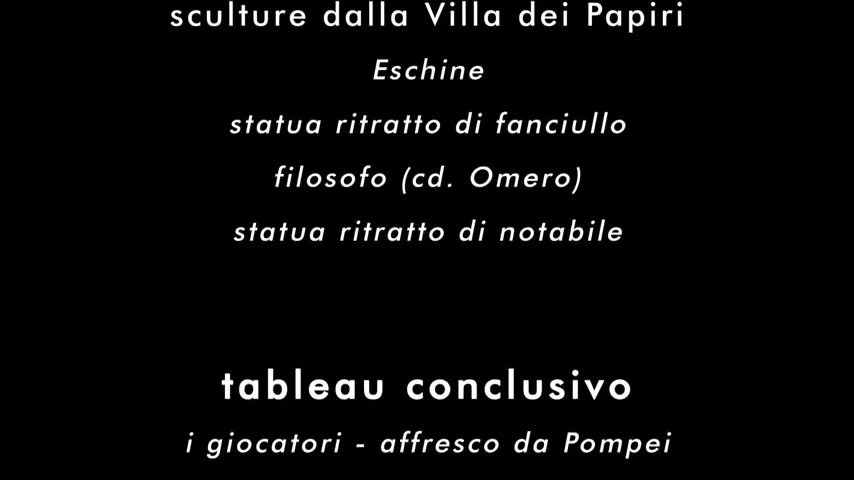 sculture dalla Villa dei Papiri
Eschine
statua ritratto di fanciullo
filosofo (cd. Omero)
statua ritratto di notabile
tableau conclusivo
i giocatori - affresco da Pompei